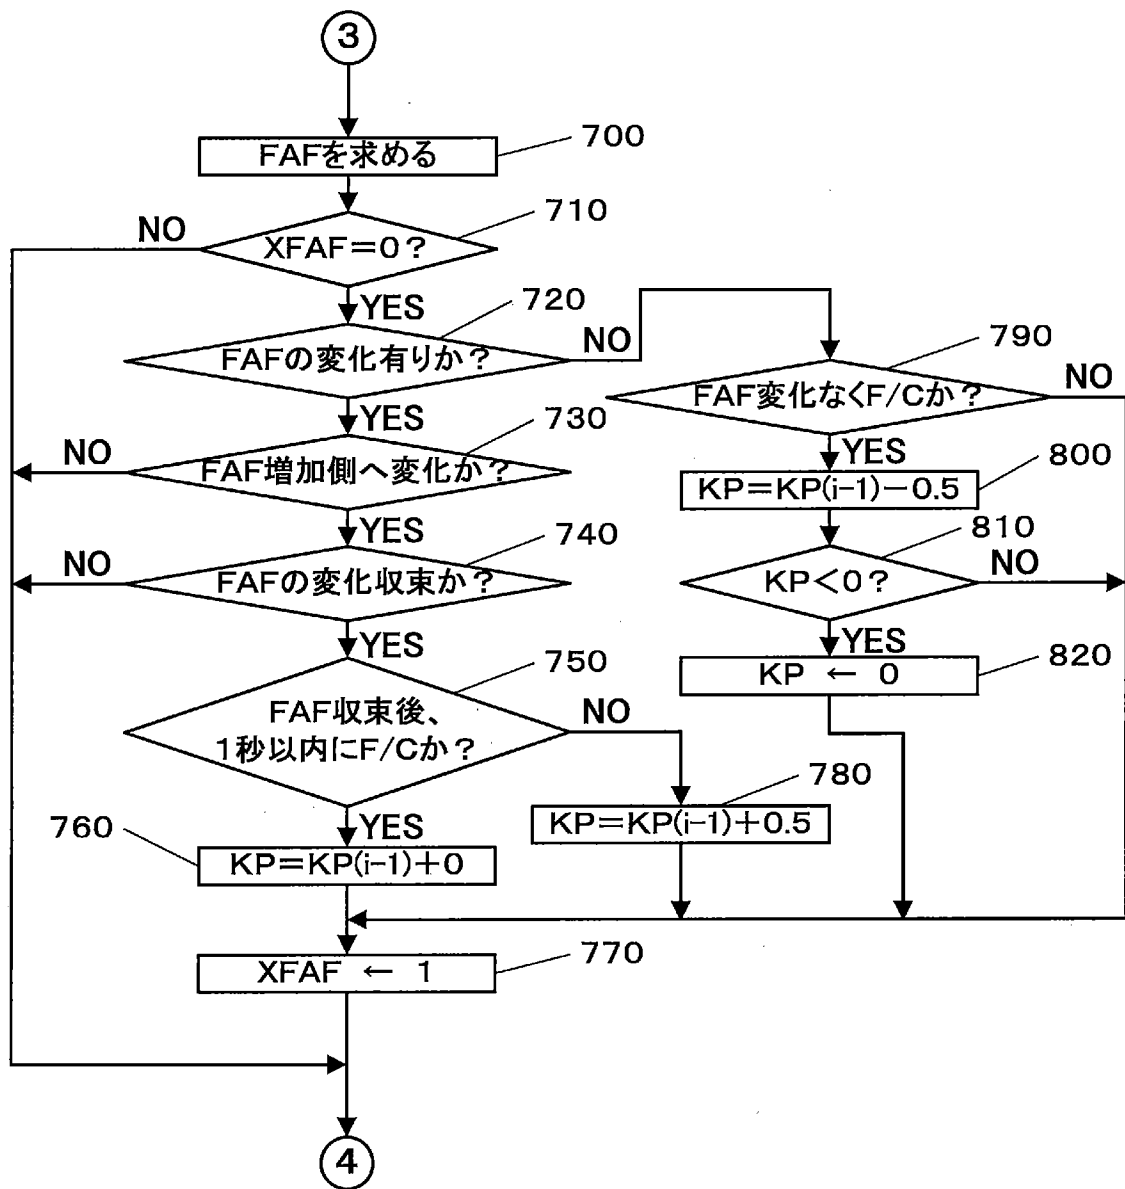 3
700
FAFを求める
710
NO
XFAF=0?
YES
720
NO
FAFの変化有りか?
790
NO
FAF変化なくF/Cか?
YES
730
NO
FAF増加側へ変化か?
YES
800
KP=KP(i-1)-0.5
YES
740
NO
FAFの変化収束か?
810
KP<0?
NO
YES
750
YES
820
KP ← 0
FAF収束後、
1秒以内にF/Cか?
NO
780
KP=KP(i-1)+0.5
760
YES
KP=KP(i-1)+0
770
XFAF ← 1
4